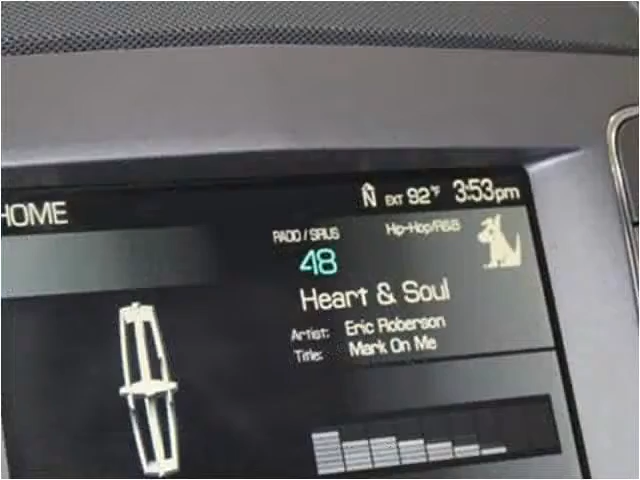 HOME
N EXT 92°F 3:53pm
RADIO / SIRIUS Hip-Hop/R&B
48
Heart & Soul
Artist: Eric Roberson
Title: Mark On Me